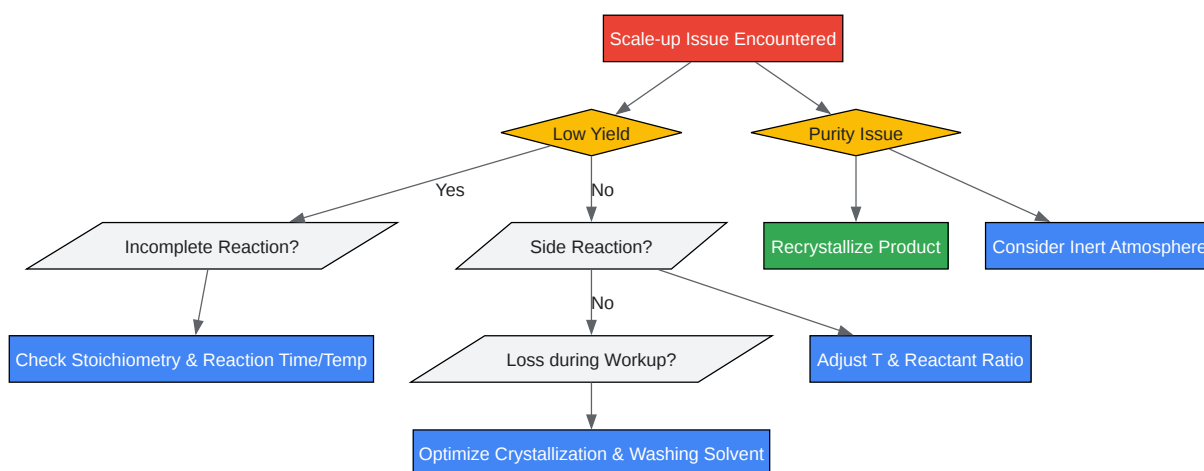 Scale-up Issue Encountered
Low Yield
Purity Issue
Yes
No
Incomplete Reaction?
Side Reaction?
Recrystallize Product
Consider Inert Atmosphere
No
Check Stoichiometry & Reaction Time/Temp
Loss during Workup?
Adjust T & Reactant Ratio
Optimize Crystallization & Washing Solvent